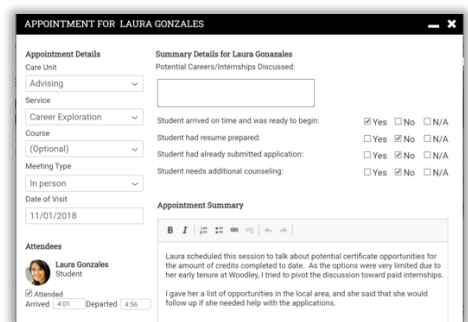 APPOINTMENT FOR LAURA GONZALES
Appointment Details
Care Unit
Advising
Service
Career Exploration
Course
(Optional)
Meeting Type
In person
Date of Visit
11/01/2018
Attendees
Laura Gonzales
Student
Attended
Arrived 4:01 Departed 4:56
Summary Details for Laura Gonazales
Potential Careers/Internships Discussed:
Student arrived on time and was ready to begin: Yes No N/A
Student had resume prepared: Yes No N/A
Student had already submitted application: Yes No N/A
Student needs additional counseling: Yes No N/A
Appointment Summary
B I
Laura scheduled this session to talk about potential certificate opportunities for
the amount of credits completed to date. As the options were very limited due to
her early tenure at Woodley, I tried to pivot the discussion toward paid internships.
I gave her a list of opportunities in the local area, and she said that she would
follow up if she needed help with the applications.